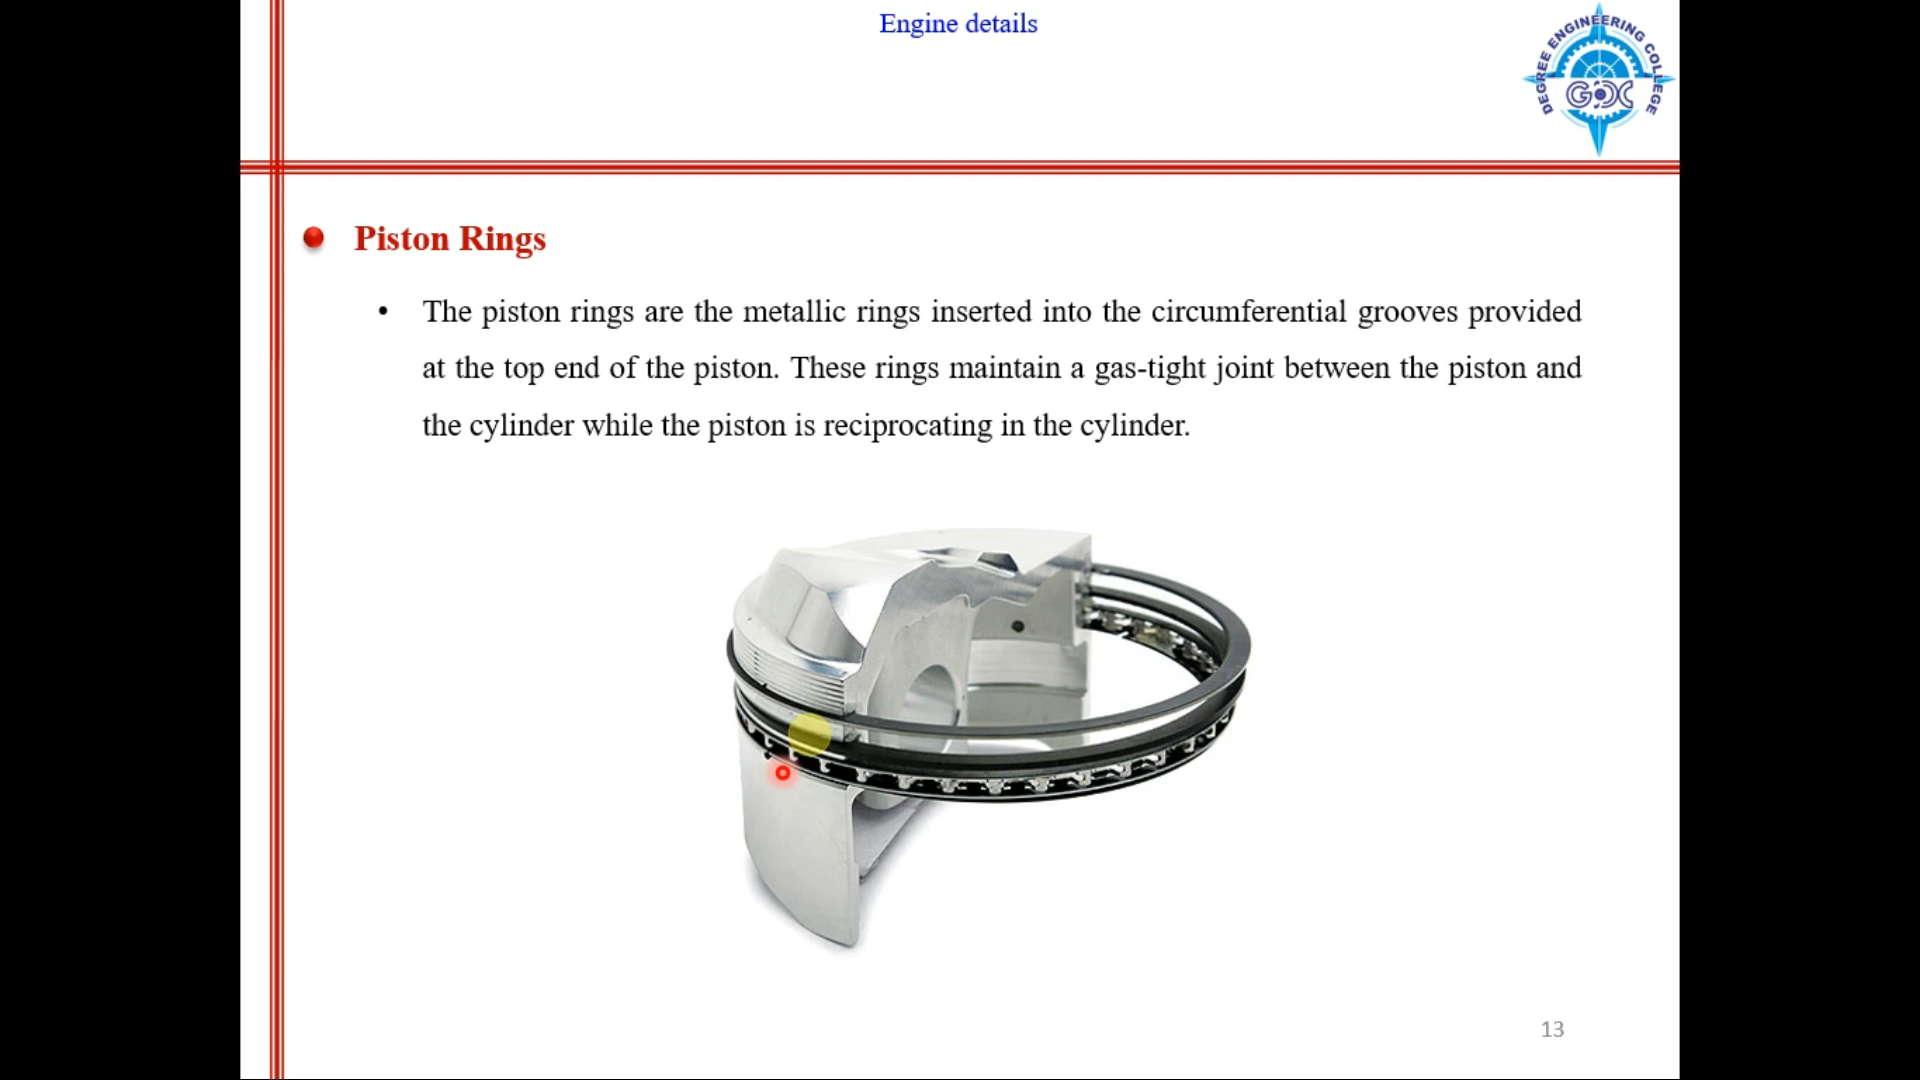 Engine details
DEGREE ENGINEERING COLLEGE
GDC
Piston Rings
• The piston rings are the metallic rings inserted into the circumferential grooves provided
at the top end of the piston. These rings maintain a gas-tight joint between the piston and
the cylinder while the piston is reciprocating in the cylinder.
13